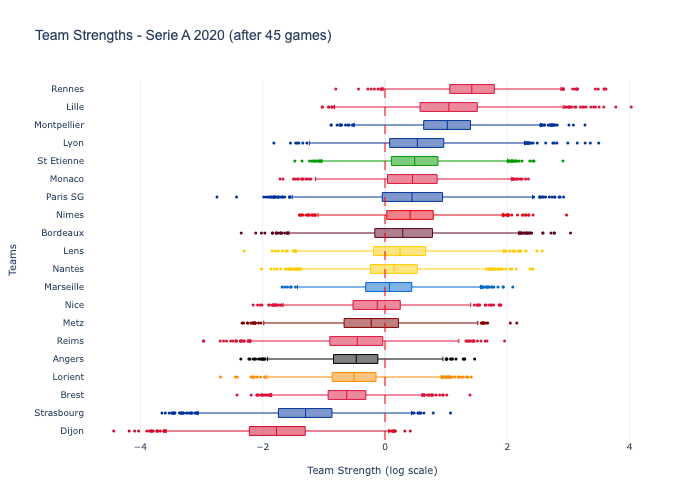 Team Strengths - Serie A 2020 (after 45 games)
Rennes
Lille
Montpellier
Lyon
St Etienne
Monaco
Paris SG
Nimes
Bordeaux
Lens
Nantes
Marseille
Nice
Metz
Reims
Angers
Lorient
Brest
Strasbourg
Dijon
Teams
−4 −2 0 2 4
Team Strength (log scale)